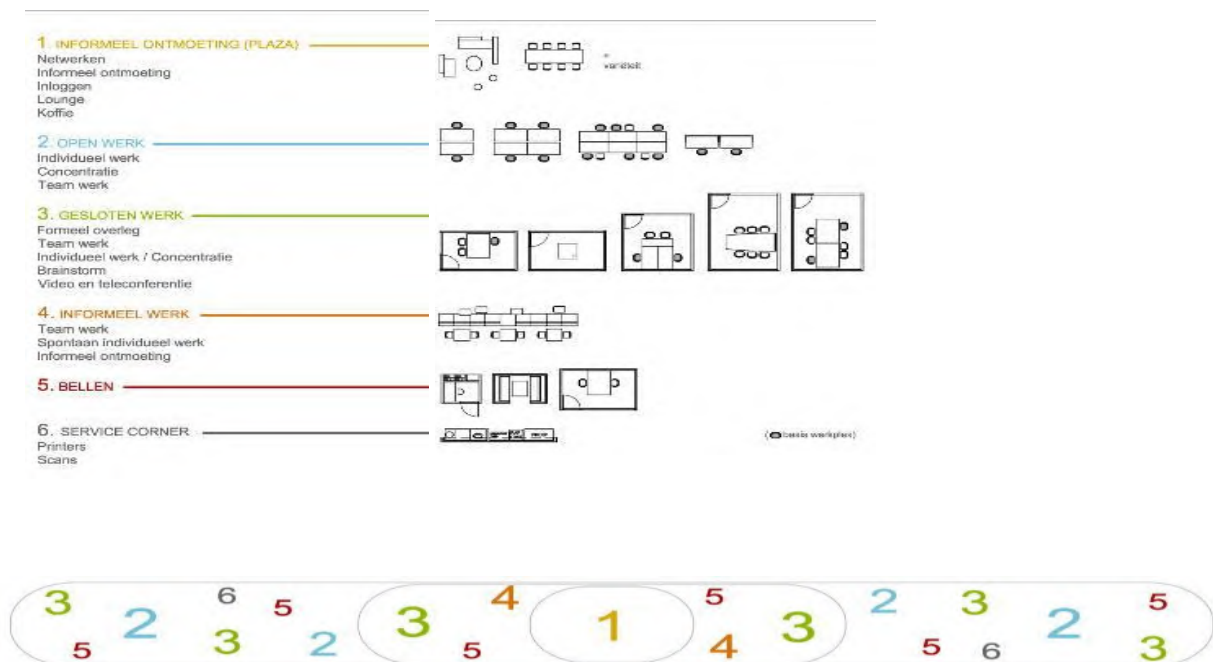 1. INFORMEEL ONTMOETING (PLAZA)
Netwerken
Informeel ontmoeting
Inloggen
Lounge
Koffie
+
variëteit
2. OPEN WERK
Individueel werk
Concentratie
Team werk
3. GESLOTEN WERK
Formeel overleg
Team werk
Individueel werk / Concentratie
Brainstorm
Video en teleconferentie
4. INFORMEEL WERK
Team werk
Spontaan individueel werk
Informeel ontmoeting
5. BELLEN
6. SERVICE CORNER
Printers
Scans
( basis werkplek)
3 5 2 6 3 5 2 3 5 4 1 5 4 3 2 5 3 6 2 5 3